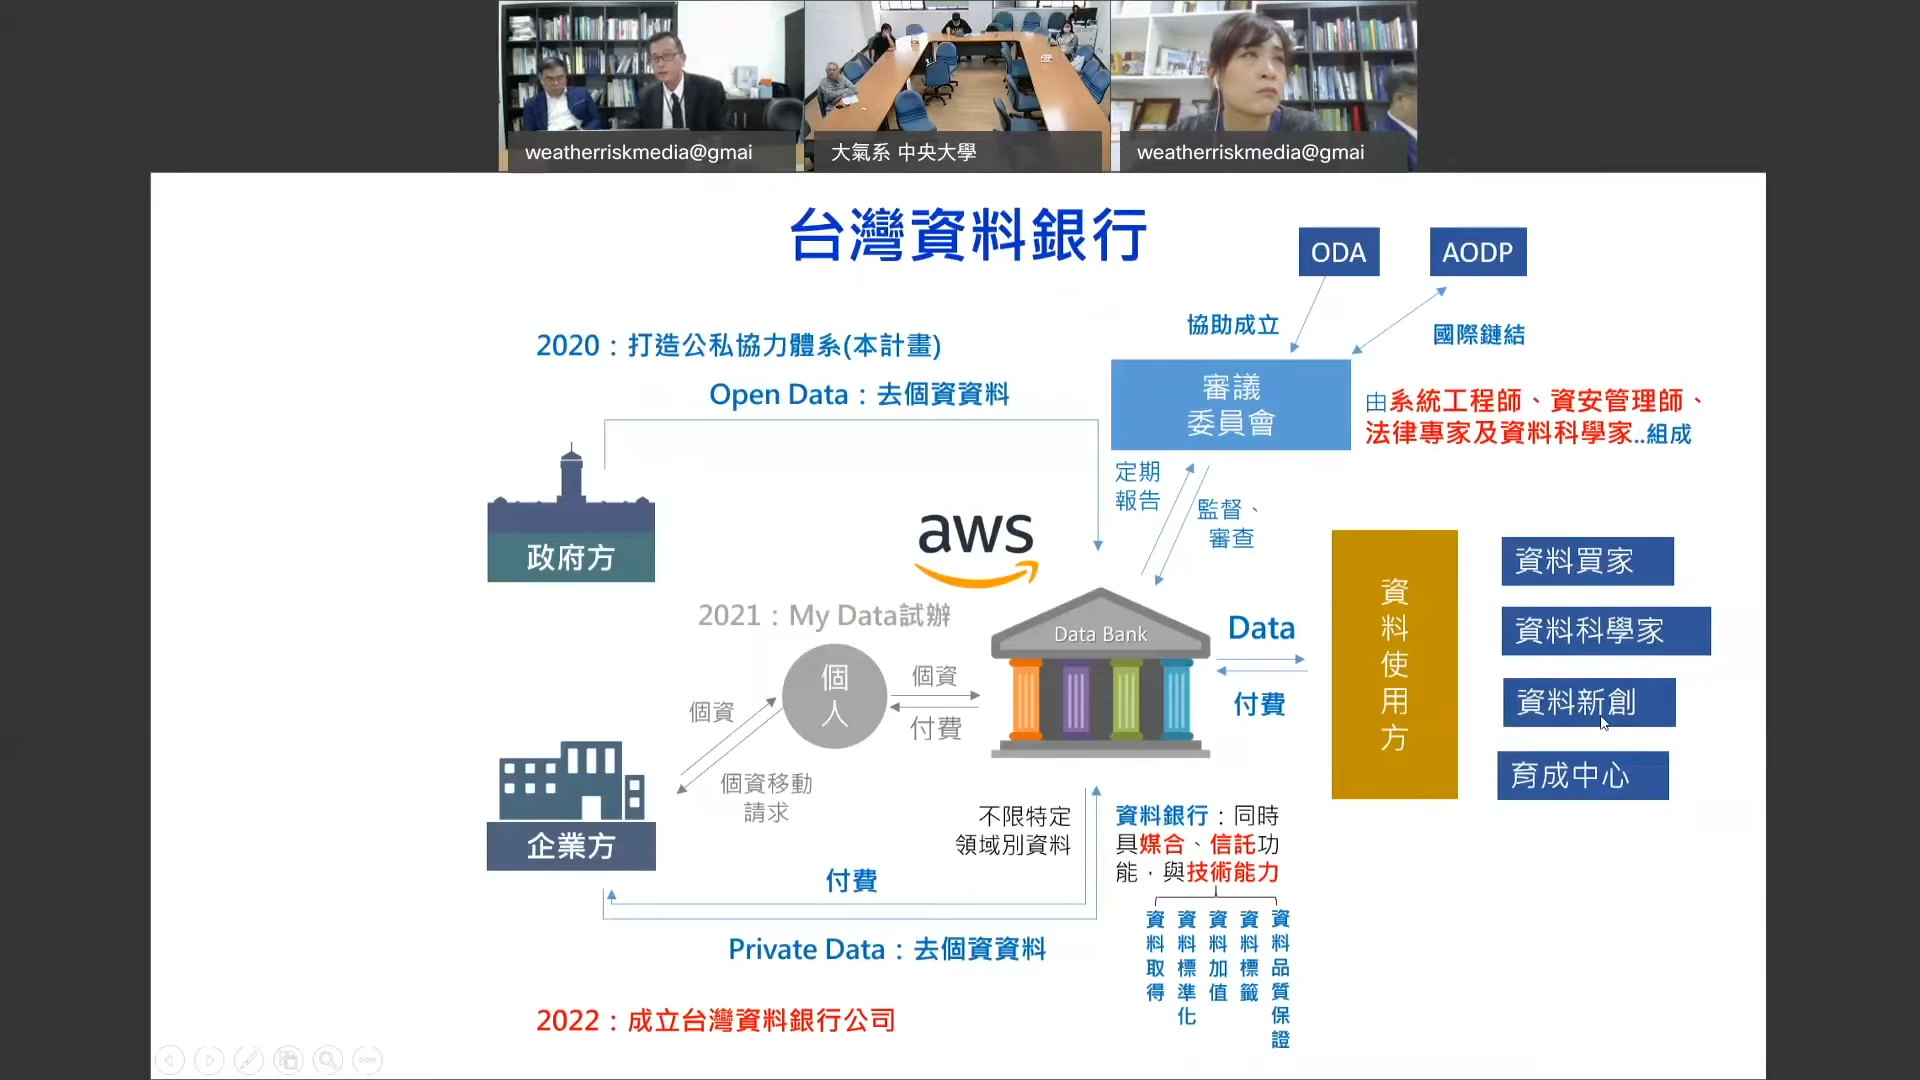 weatherriskmedia@gmai
大氣系 中央大學
weatherriskmedia@gmai
台灣資料銀行
ODA
AODP
協助成立
國際鏈結
2020：打造公私協力體系(本計畫)
Open Data：去個資資料
審議
委員會
由系統工程師、資安管理師、
法律專家及資料科學家..組成
定期
報告
監督、
審查
政府方
aws
2021：My Data試辦
個
人
個資
付費
個資
個資移動
請求
Data Bank
Data
付費
資料使用方
資料買家
資料科學家
資料新創
育成中心
企業方
不限特定
領域別資料
資料銀行：同時
具媒合、信託功
能，與技術能力
付費
Private Data：去個資資料
資料取得
資料標準化
資料加值
資料標籤
資料品質保證
2022：成立台灣資料銀行公司